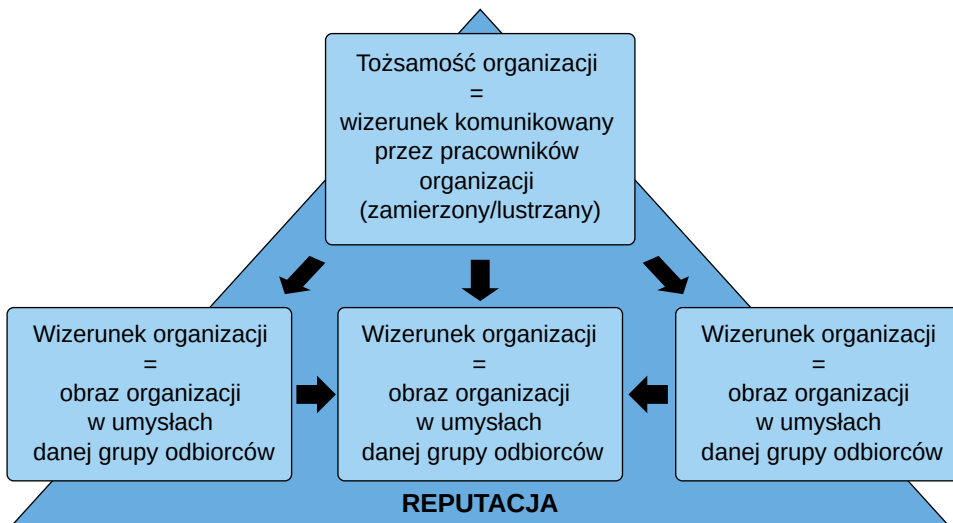 Tożsamość organizacji
=
wizerunek komunikowany
przez pracowników
organizacji
(zamierzony/lustrzany)
Wizerunek organizacji
=
obraz organizacji
w umysłach
danej grupy odbiorców
Wizerunek organizacji
=
obraz organizacji
w umysłach
danej grupy odbiorców
Wizerunek organizacji
=
obraz organizacji
w umysłach
danej grupy odbiorców
REPUTACJA